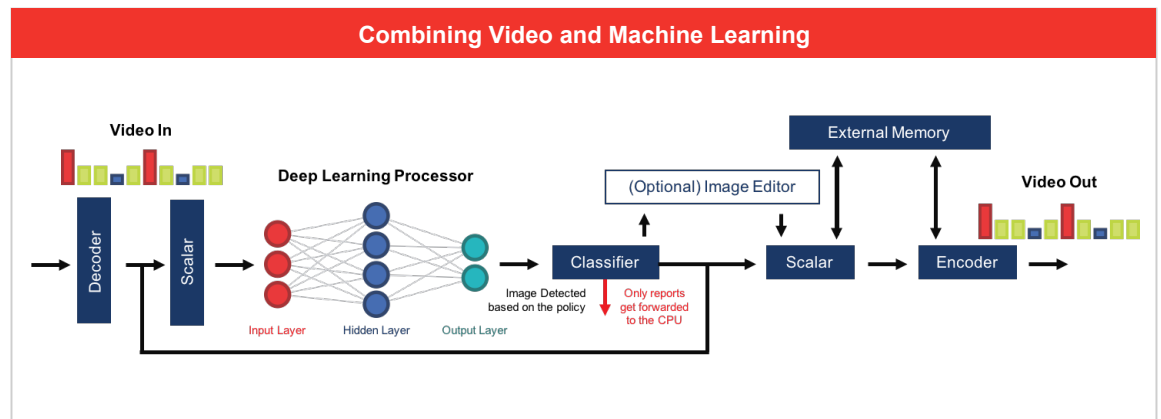 Combining Video and Machine Learning
Video In
Decoder
Scalar
Deep Learning Processor
Input Layer
Hidden Layer
Output Layer
Classifier
Image Detected
based on the policy
Only reports
get forwarded
to the CPU
(Optional) Image Editor
External Memory
Scalar
Encoder
Video Out